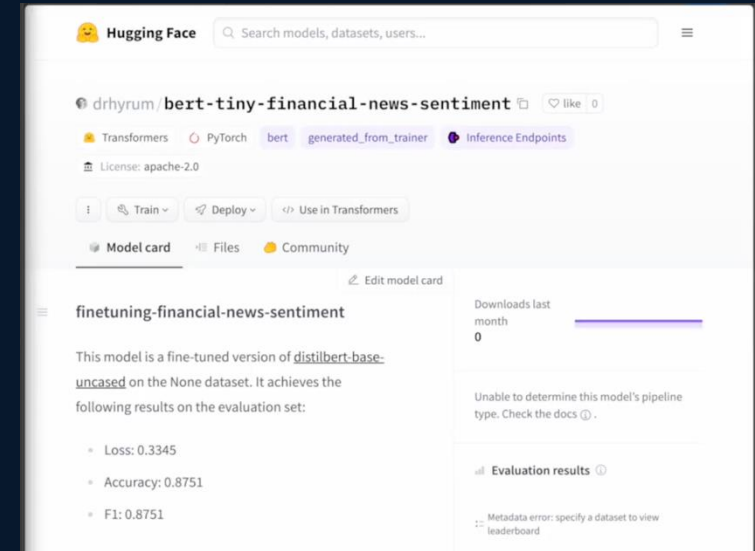 Hugging Face
Search models, datasets, users...
drhyrum/bert-tiny-financial-news-sentiment
like 0
Transformers PyTorch bert generated_from_trainer Inference Endpoints
License: apache-2.0
Train Deploy </> Use in Transformers
Model card Files Community
Edit model card
finetuning-financial-news-sentiment
This model is a fine-tuned version of distilbert-base-
uncased on the None dataset. It achieves the
following results on the evaluation set:
Loss: 0.3345
Accuracy: 0.8751
F1: 0.8751
Downloads last
month
0
Unable to determine this model's pipeline
type. Check the docs.
Evaluation results
Metadata error: specify a dataset to view
leaderboard